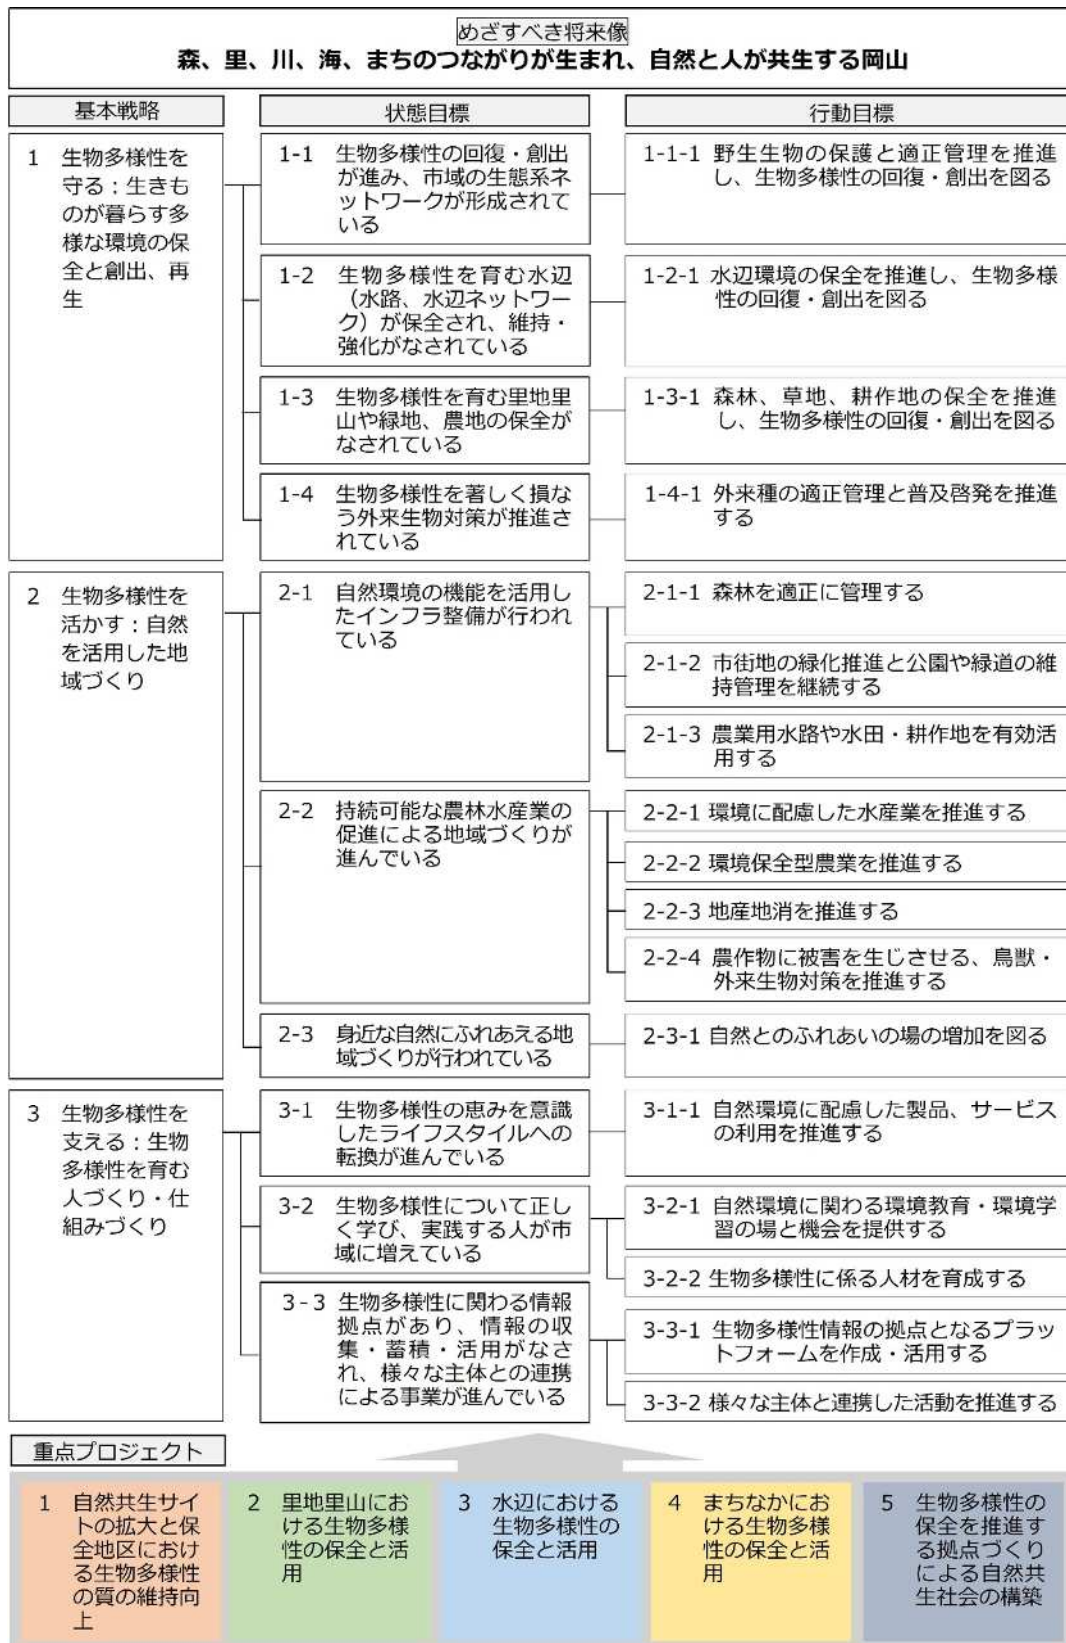 めざすべき将来像
森、里、川、海、まちのつながりが生まれ、自然と人が共生する岡山
基本戦略
状態目標
行動目標
1 生物多様性を
守る：生きも
のが暮らす多
様な環境の保
全と創出、再
生
1-1 生物多様性の回復・創出
が進み、市域の生態系ネ
ットワークが形成されて
いる
1-1-1 野生生物の保護と適正管理を推進
し、生物多様性の回復・創出を図る
1-2 生物多様性を育む水辺
（水路、水辺ネットワー
ク）が保全され、維持・
強化がなされている
1-2-1 水辺環境の保全を推進し、生物多様
性の回復・創出を図る
1-3 生物多様性を育む里地里
山や緑地、農地の保全が
なされている
1-3-1 森林、草地、耕作地の保全を推進
し、生物多様性の回復・創出を図る
1-4 生物多様性を著しく損な
う外来生物対策が推進さ
れている
1-4-1 外来種の適正管理と普及啓発を推進
する
2 生物多様性を
活かす：自然
を活用した地
域づくり
2-1 自然環境の機能を活用し
たインフラ整備が行われ
ている
2-1-1 森林を適正に管理する
2-1-2 市街地の緑化推進と公園や緑道の維
持管理を継続する
2-1-3 農業用水路や水田・耕作地を有効活
用する
2-2 持続可能な農林水産業の
促進による地域づくりが
進んでいる
2-2-1 環境に配慮した水産業を推進する
2-2-2 環境保全型農業を推進する
2-2-3 地産地消を推進する
2-2-4 農作物に被害を生じさせる、鳥獣・
外来生物対策を推進する
2-3 身近な自然にふれあえる地
域づくりが行われている
2-3-1 自然とのふれあいの場の増加を図る
3 生物多様性を
支える：生物
多様性を育む
人づくり・仕
組みづくり
3-1 生物多様性の恵みを意識
したライフスタイルへの
転換が進んでいる
3-1-1 自然環境に配慮した製品、サービス
の利用を推進する
3-2 生物多様性について正し
く学び、実践する人が市
域に増えている
3-2-1 自然環境に関わる環境教育・環境学
習の場と機会を提供する
3-2-2 生物多様性に係る人材を育成する
3-3 生物多様性に関わる情報
拠点があり、情報の収
集・蓄積・活用がなさ
れ、様々な主体との連携
による事業が進んでいる
3-3-1 生物多様性情報の拠点となるプラッ
トフォームを作成・活用する
3-3-2 様々な主体と連携した活動を推進する
重点プロジェクト
1 自然共生サイ
トの拡大と保
全地区におけ
る生物多様性
の質の維持向
上
2 里地里山にお
ける生物多様
性の保全と活
用
3 水辺における
生物多様性の
保全と活用
4 まちなかにお
ける生物多様
性の保全と活
用
5 生物多様性の
保全を推進す
る拠点づくり
による自然共
生社会の構築